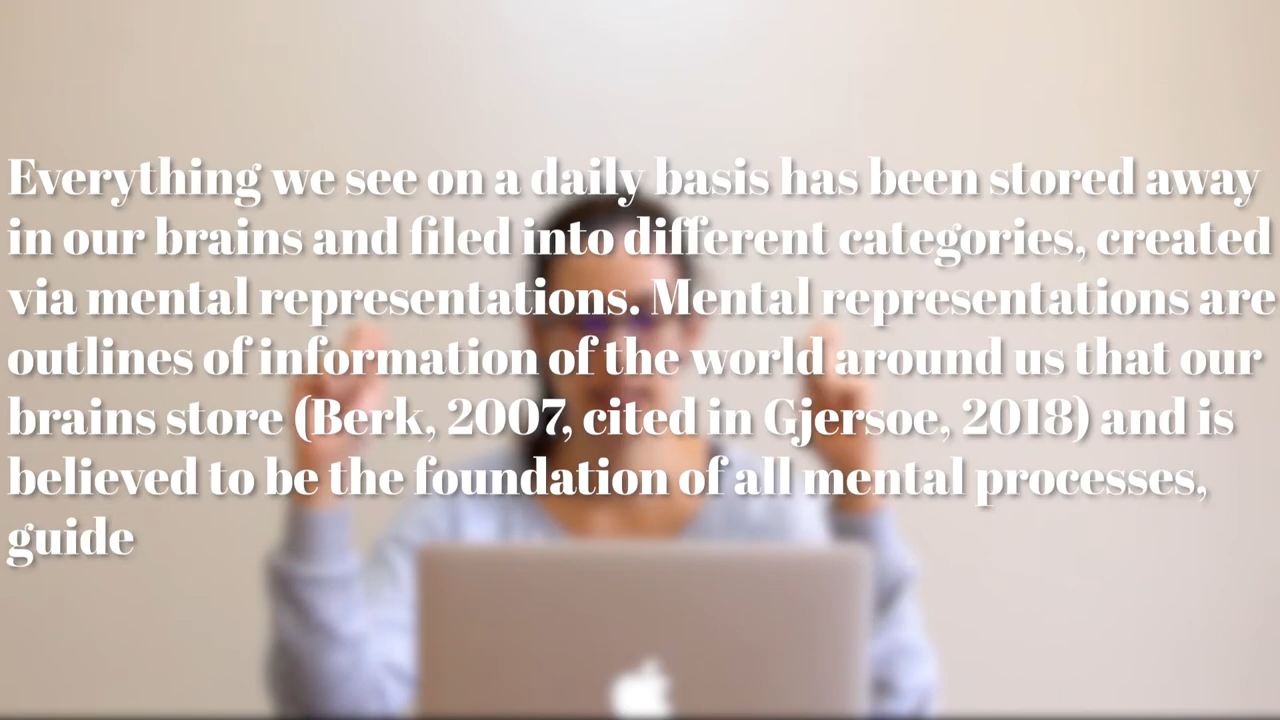 Everything we see on a daily basis has been stored away
in our brains and filed into different categories, created
via mental representations. Mental representations are
outlines of information of the world around us that our
brains store (Berk, 2007, cited in Gjersoe, 2018) and is
believed to be the foundation of all mental processes,
guide